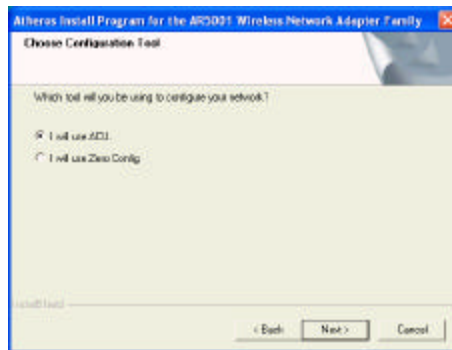 Atheros Install Program for the AR5001 Wireless Network Adapter Family
Choose Configuration Tool
Which tool will you be using to configure your network?
I will use ACU.
I will use Zero Config
InstallShield
< Back
Next >
Cancel